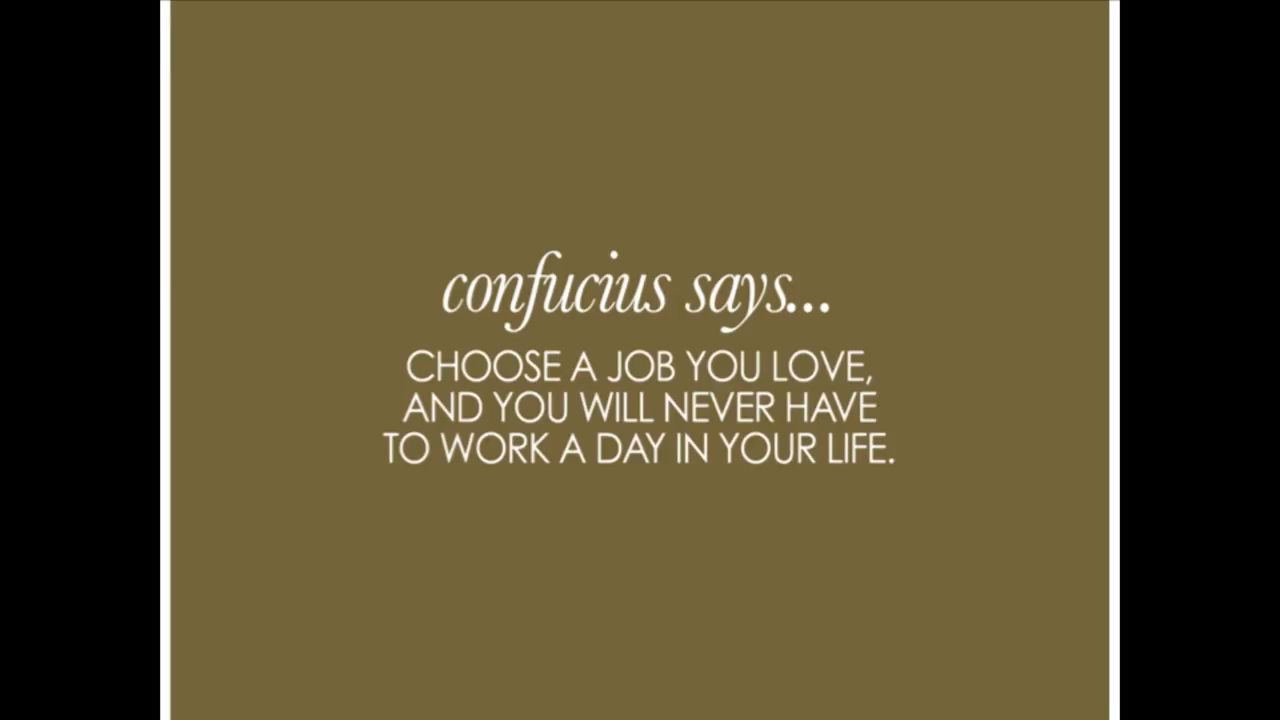 confucius says...
CHOOSE A JOB YOU LOVE,
AND YOU WILL NEVER HAVE
TO WORK A DAY IN YOUR LIFE.